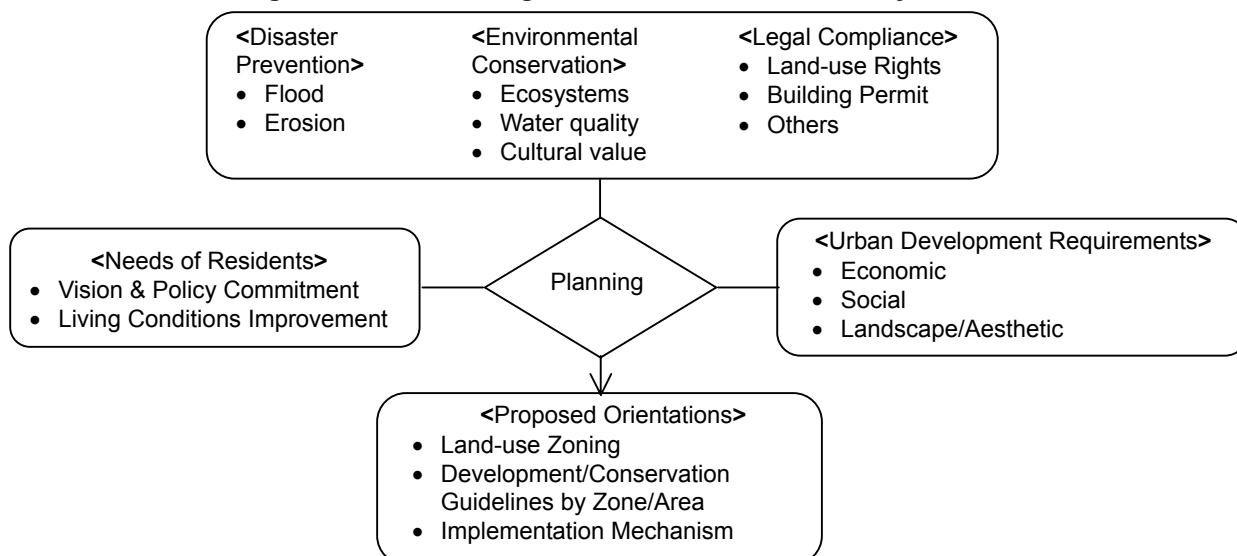 <Disaster
Prevention>
• Flood
• Erosion
<Environmental
Conservation>
• Ecosystems
• Water quality
• Cultural value
<Legal Compliance>
• Land-use Rights
• Building Permit
• Others
<Needs of Residents>
• Vision & Policy Commitment
• Living Conditions Improvement
Planning
<Urban Development Requirements>
• Economic
• Social
• Landscape/Aesthetic
<Proposed Orientations>
• Land-use Zoning
• Development/Conservation
Guidelines by Zone/Area
• Implementation Mechanism